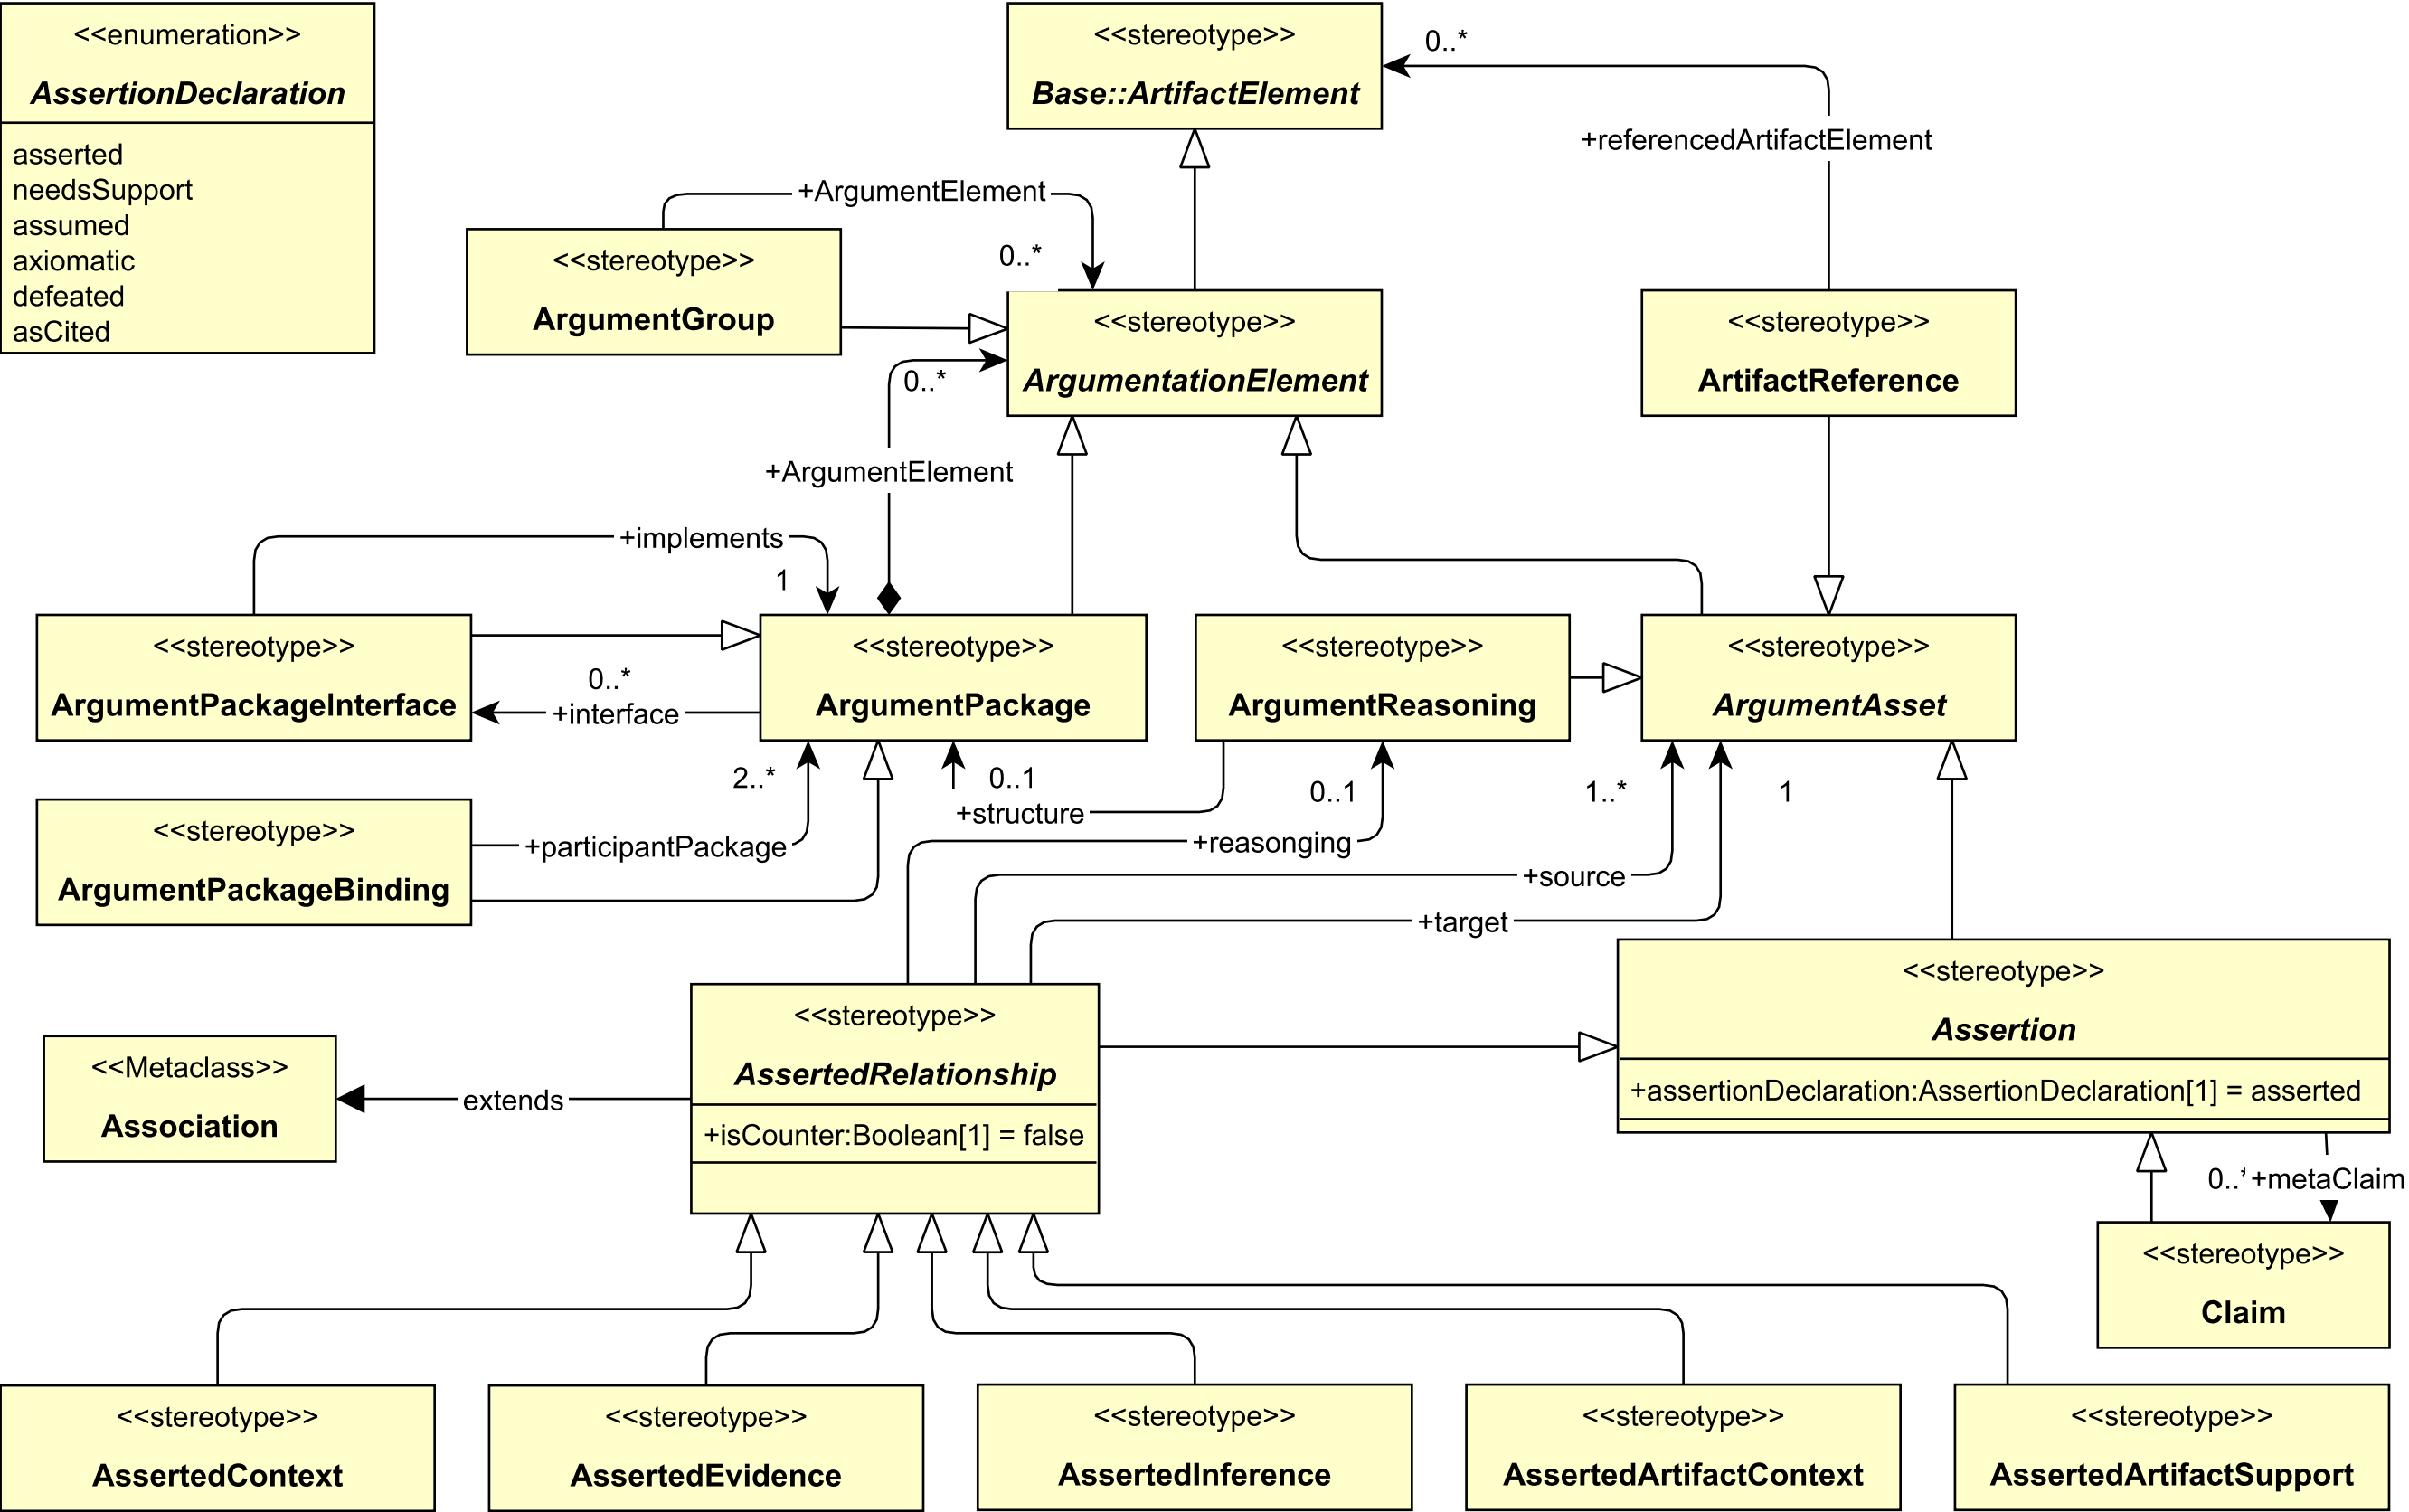 <<enumeration>>
AssertionDeclaration
asserted
needsSupport
assumed
axiomatic
defeated
asCited
<<stereotype>>
Base::ArtifactElement
0..*
+referencedArtifactElement
+ArgumentElement
0..*
<<stereotype>>
ArgumentGroup
<<stereotype>>
ArgumentationElement
<<stereotype>>
ArtifactReference
0..*
+ArgumentElement
+implements
1
<<stereotype>>
ArgumentPackageInterface
0..*
+interface
<<stereotype>>
ArgumentPackage
<<stereotype>>
ArgumentReasoning
<<stereotype>>
ArgumentAsset
2..*
0..1
+structure
0..1
1..*
1
<<stereotype>>
ArgumentPackageBinding
+participantPackage
+reasonging
+source
+target
<<stereotype>>
Assertion
+assertionDeclaration:AssertionDeclaration[1] = asserted
<<stereotype>>
AssertedRelationship
+isCounter:Boolean[1] = false
<<Metaclass>>
Association
extends
0..* +metaClaim
<<stereotype>>
Claim
<<stereotype>>
AssertedContext
<<stereotype>>
AssertedEvidence
<<stereotype>>
AssertedInference
<<stereotype>>
AssertedArtifactContext
<<stereotype>>
AssertedArtifactSupport